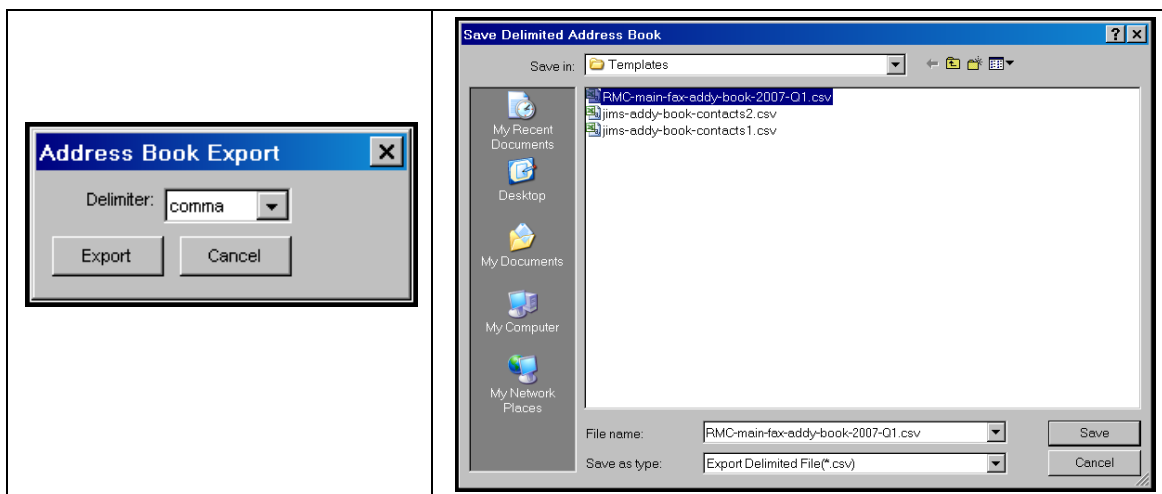 Address Book Export
Delimiter: comma
Export Cancel
Save Delimited Address Book
Save in: Templates
My Recent
Documents
Desktop
My Documents
My Computer
My Network
Places
RMC-main-fax-addy-book-2007-Q1.csv
jims-addy-book-contacts2.csv
jims-addy-book-contacts1.csv
File name: RMC-main-fax-addy-book-2007-Q1.csv Save
Save as type: Export Delimited File(*.csv) Cancel